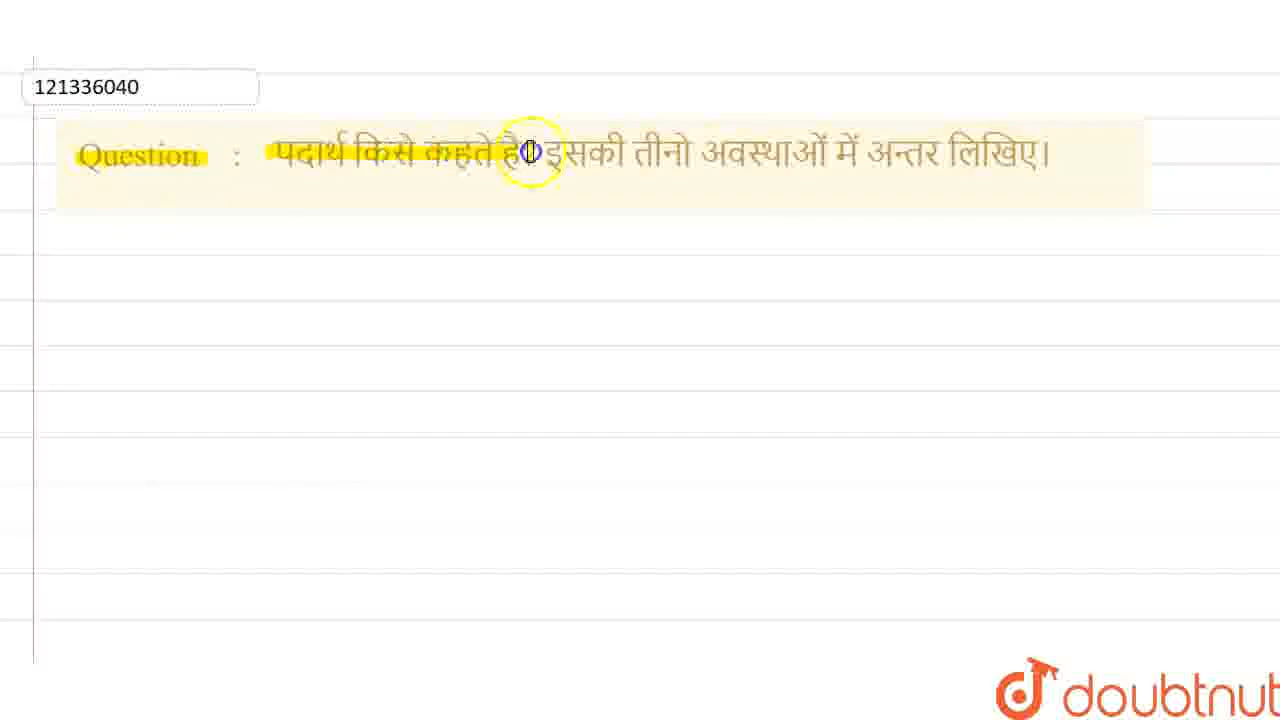 121336040
Question : पदार्थ किसे कहते है। इसकी तीनो अवस्थाओं में अन्तर लिखिए।
doubtnut